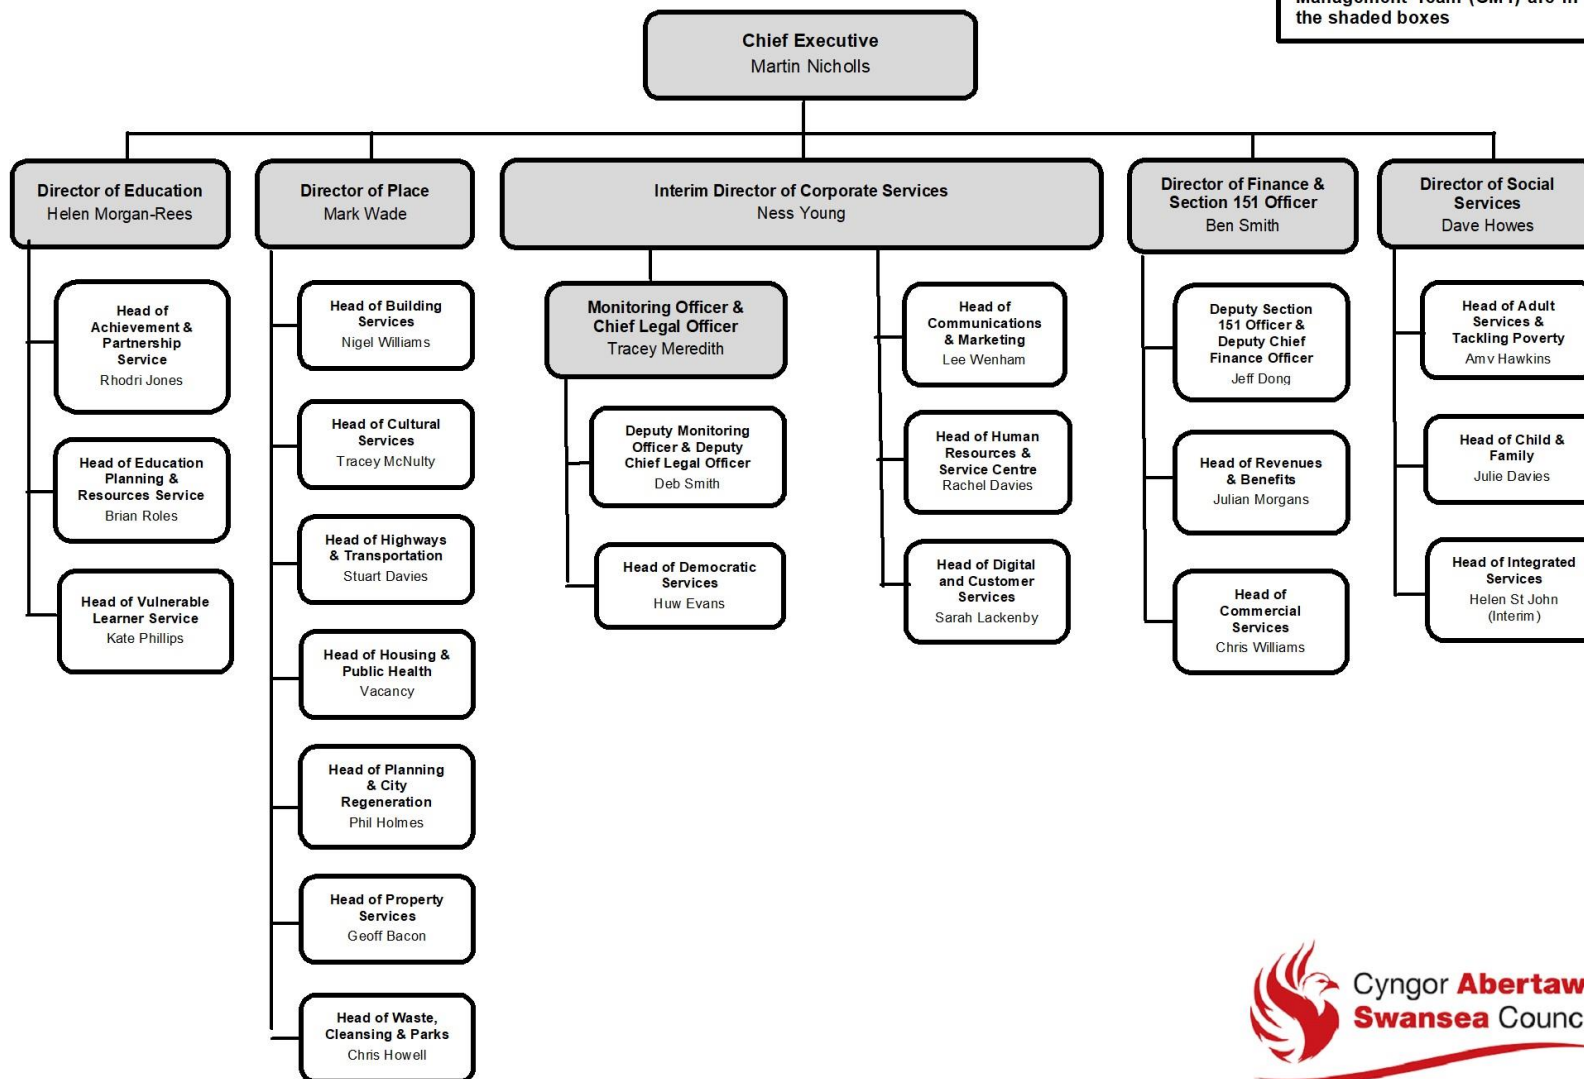 Management Team (CMT) are in
the shaded boxes
Chief Executive
Martin Nicholls
Director of Education
Helen Morgan-Rees
Director of Place
Mark Wade
Interim Director of Corporate Services
Ness Young
Director of Finance &
Section 151 Officer
Ben Smith
Director of Social
Services
Dave Howes
Head of
Achievement &
Partnership
Service
Rhodri Jones
Head of Education
Planning &
Resources Service
Brian Roles
Head of Vulnerable
Learner Service
Kate Phillips
Head of Building
Services
Nigel Williams
Head of Cultural
Services
Tracey McNulty
Head of Highways
& Transportation
Stuart Davies
Head of Housing &
Public Health
Vacancy
Head of Planning
& City
Regeneration
Phil Holmes
Head of Property
Services
Geoff Bacon
Head of Waste,
Cleansing & Parks
Chris Howell
Monitoring Officer &
Chief Legal Officer
Tracey Meredith
Deputy Monitoring
Officer & Deputy
Chief Legal Officer
Deb Smith
Head of Democratic
Services
Huw Evans
Head of
Communications
& Marketing
Lee Wenham
Head of Human
Resources &
Service Centre
Rachel Davies
Head of Digital
and Customer
Services
Sarah Lackenby
Deputy Section
151 Officer &
Deputy Chief
Finance Officer
Jeff Dong
Head of Revenues
& Benefits
Julian Morgans
Head of
Commercial
Services
Chris Williams
Head of Adult
Services &
Tackling Poverty
Amy Hawkins
Head of Child &
Family
Julie Davies
Head of Integrated
Services
Helen St John
(Interim)
Cyngor Abertaw
Swansea Counc